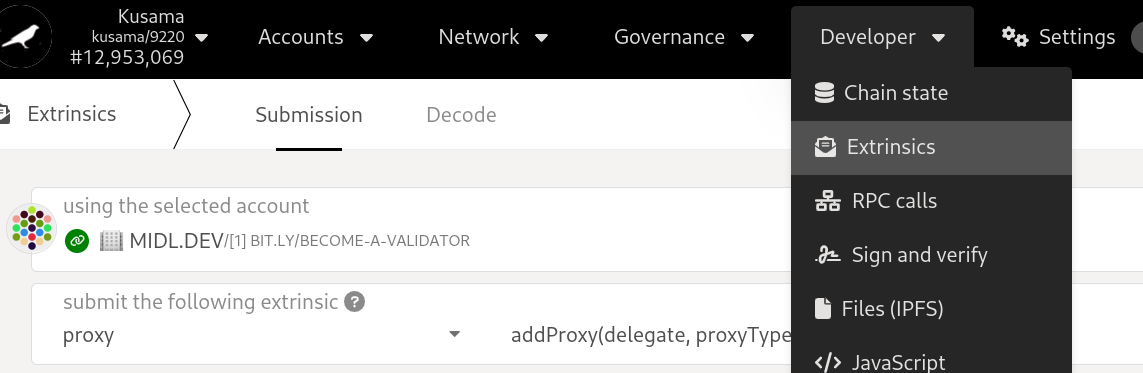 Kusama
kusama/9220
#12,953,069
Accounts
Network
Governance
Developer
Settings
Extrinsics
Submission
Decode
Chain state
Extrinsics
RPC calls
Sign and verify
Files (IPFS)
JavaScript
using the selected account
MIDL.DEV/[1] BIT.LY/BECOME-A-VALIDATOR
submit the following extrinsic ?
proxy
addProxy(delegate, proxyType